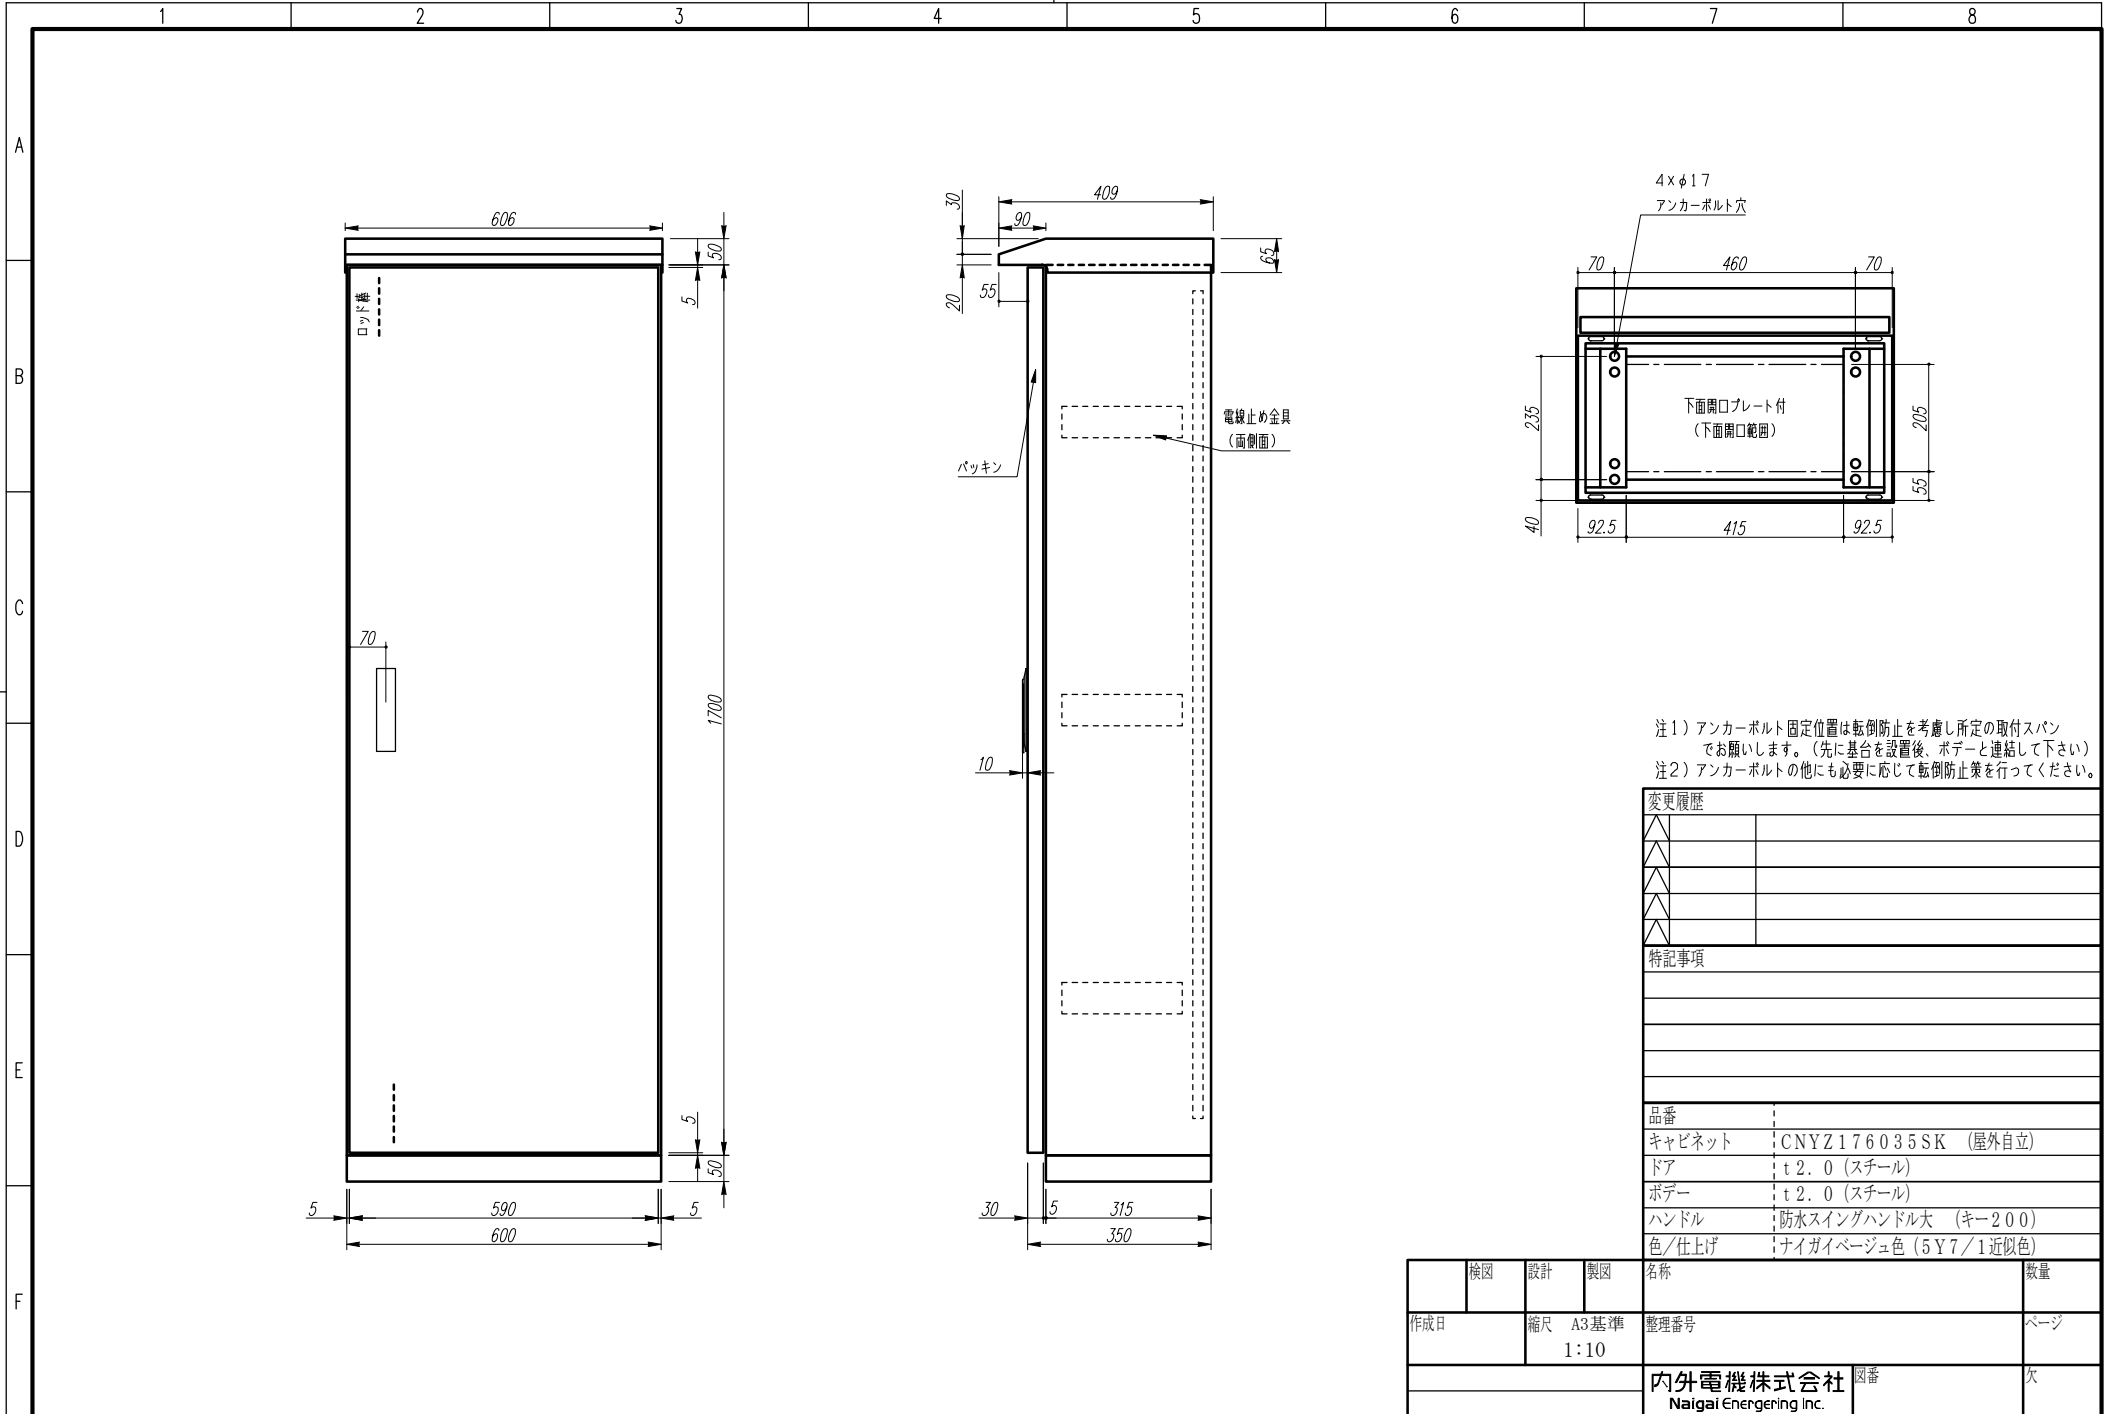 1 2 3 4 5 6 7 8
A
B
C
D
E
F
606
50
5
ロッド棒
70
1700
5
50
5 590 5
600
409
30
90
65
20
55
パッキン
電線止め金具
(両側面)
10
30 5 315
350
4×φ17
アンカーボルト穴
70 460 70
235
下面開口プレート付
(下面開口範囲)
205
55
40
92.5 415 92.5
注1) アンカーボルト固定位置は転倒防止を考慮し所定の取付スパン
でお願いします。(先に基台を設置後、ボデーと連結して下さい)
注2) アンカーボルトの他にも必要に応じて転倒防止策を行ってください。
変更履歴
特記事項
品番
キャビネット CNYZ176035SK (屋外自立)
ドア t2.0 (スチール)
ボデー t2.0 (スチール)
ハンドル 防水スイングハンドル大 (キー200)
色/仕上げ ナイガイベージュ色 (5Y7/1近似色)
検図 設計 製図 名称 数量
作成日 縮尺 A3基準 整理番号 ページ
1:10
内外電機株式会社 図番 欠
Naigai Energering Inc.